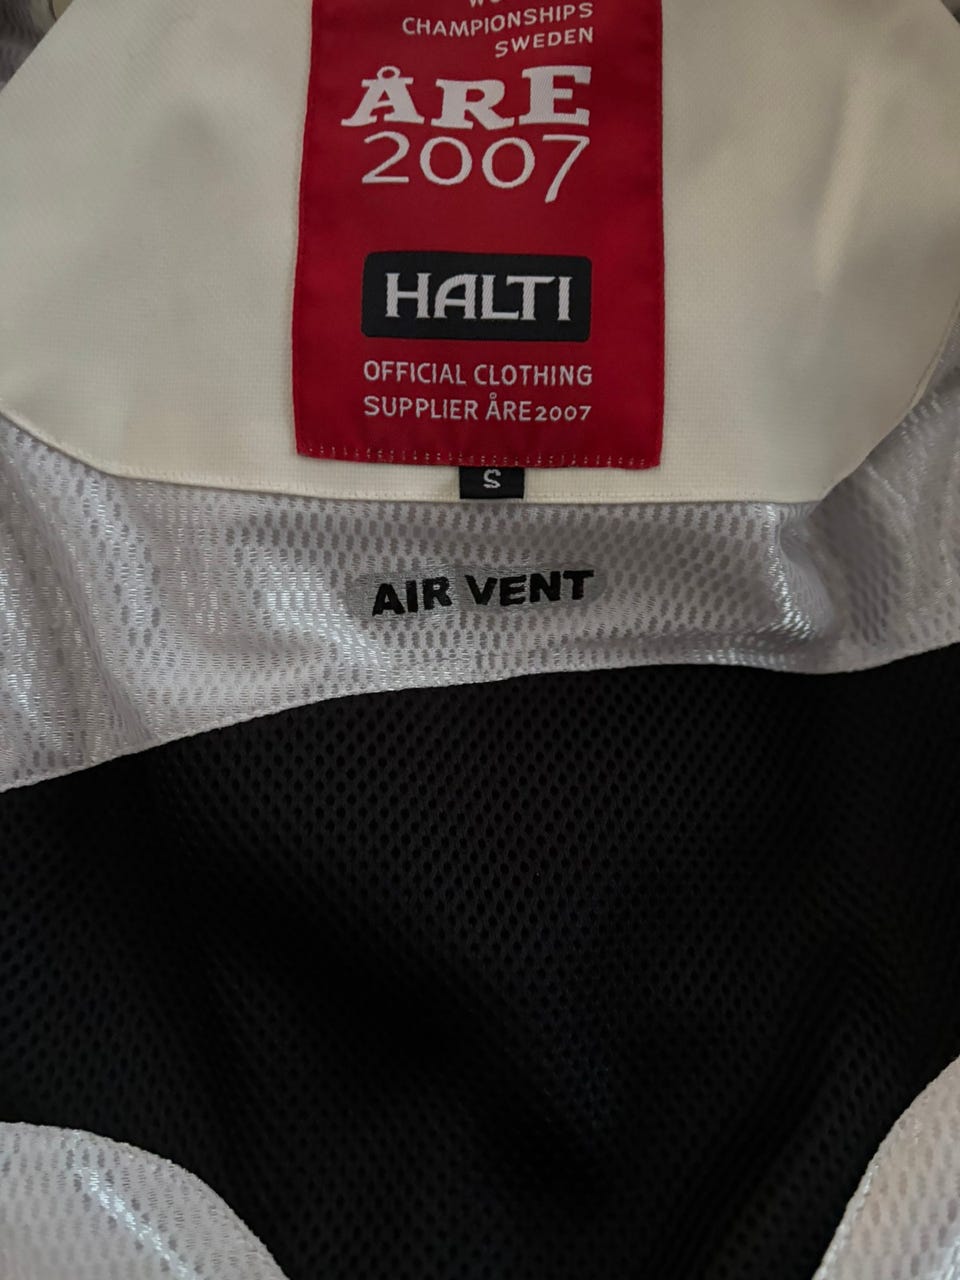 CHAMPIONSHIPS
SWEDEN
ÅRE
2007
HALTI
OFFICIAL CLOTHING
SUPPLIER ÅRE2007
S
AIR VENT